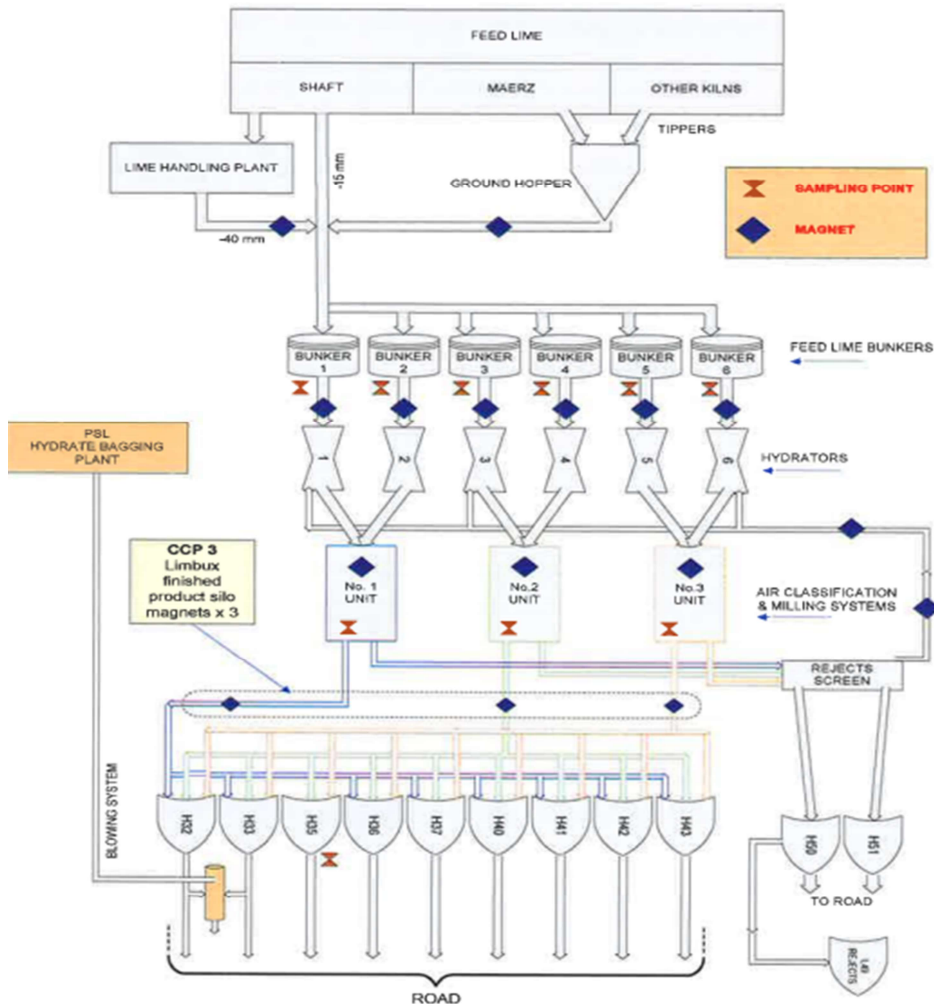 FEED LIME
SHAFT
MAERZ
OTHER KILNS
TIPPERS
LIME HANDLING PLANT
-15 mm
GROUND HOPPER
-40 mm
SAMPLING POINT
MAGNET
BUNKER
1
BUNKER
2
BUNKER
3
BUNKER
4
BUNKER
5
BUNKER
6
FEED LIME BUNKERS
PSL
HYDRATE BAGGING
PLANT
1
2
3
4
5
6
HYDRATORS
CCP 3
Limbux
finished
product silo
magnets x 3
No. 1
UNIT
No.2
UNIT
No.3
UNIT
AIR CLASSIFICATION
& MILLING SYSTEMS
REJECTS
SCREEN
BLOWING SYSTEM
H32
H33
H35
H36
H37
H40
H41
H42
H43
H50
H51
TO ROAD
L49
REJECTS
ROAD